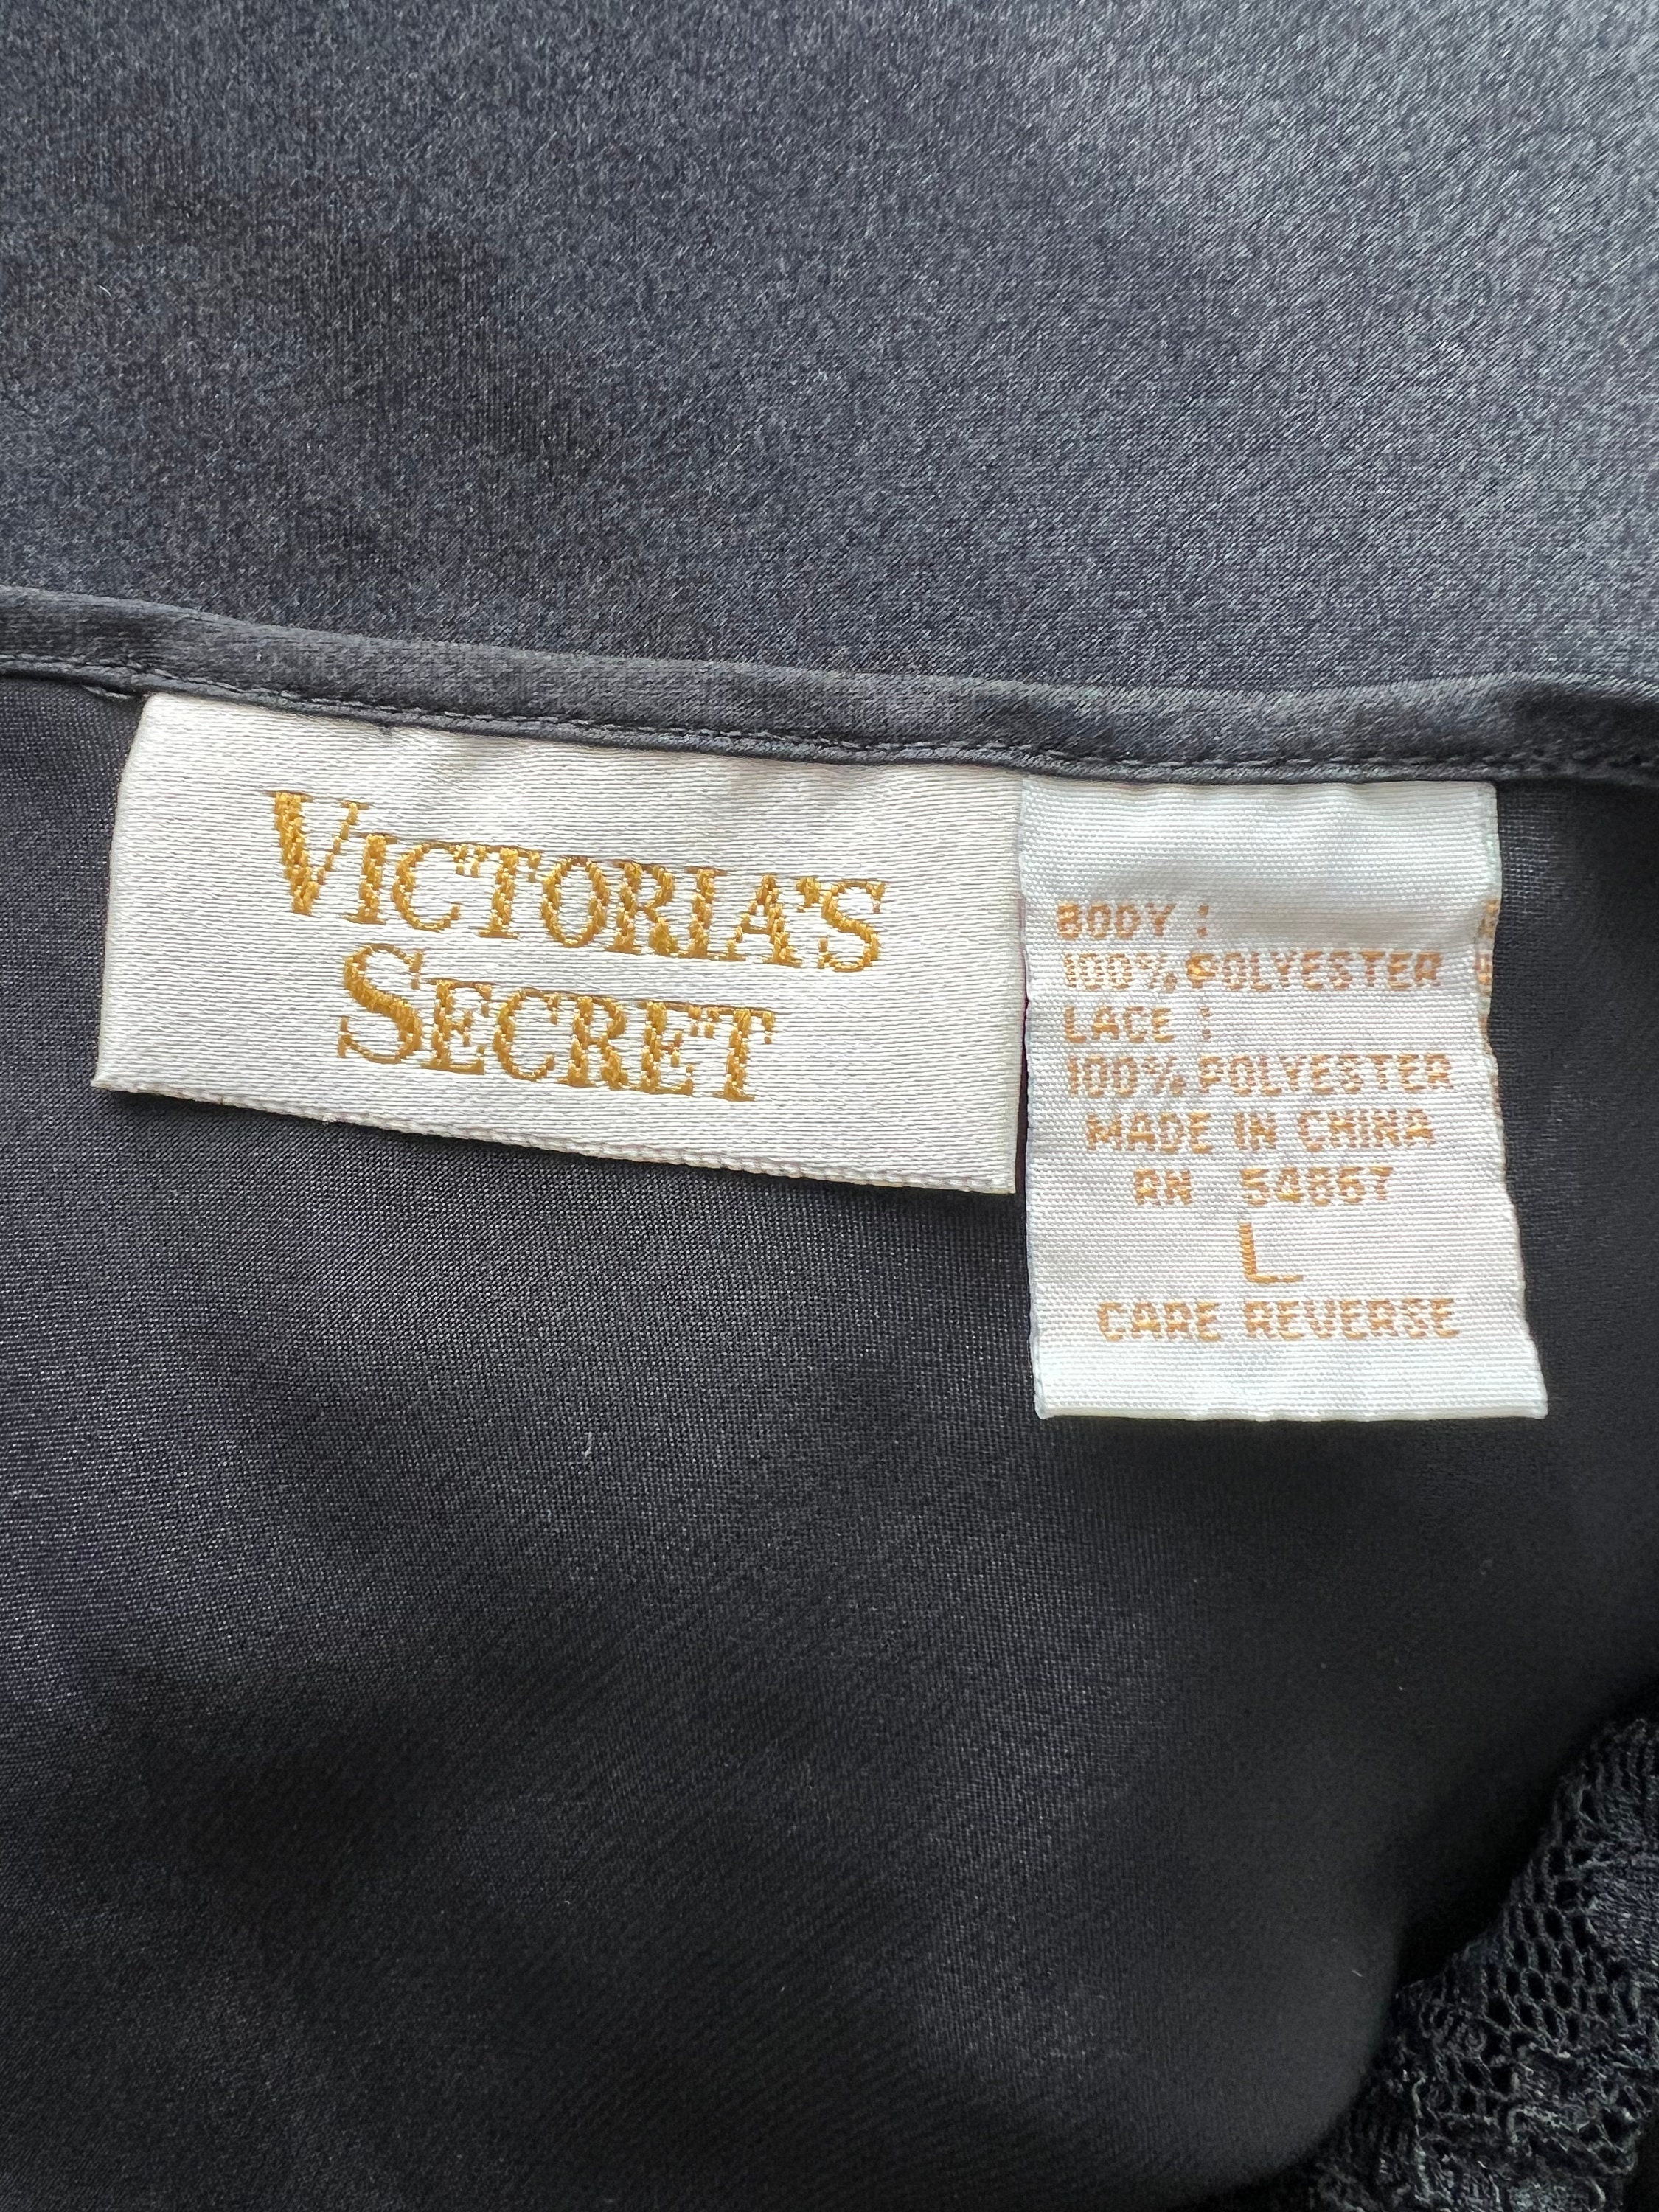 VICTORIA'S
SECRET
BODY :
100% POLYESTER
LACE :
100% POLYESTER
MADE IN CHINA
RN 54867
L
CARE REVERSE